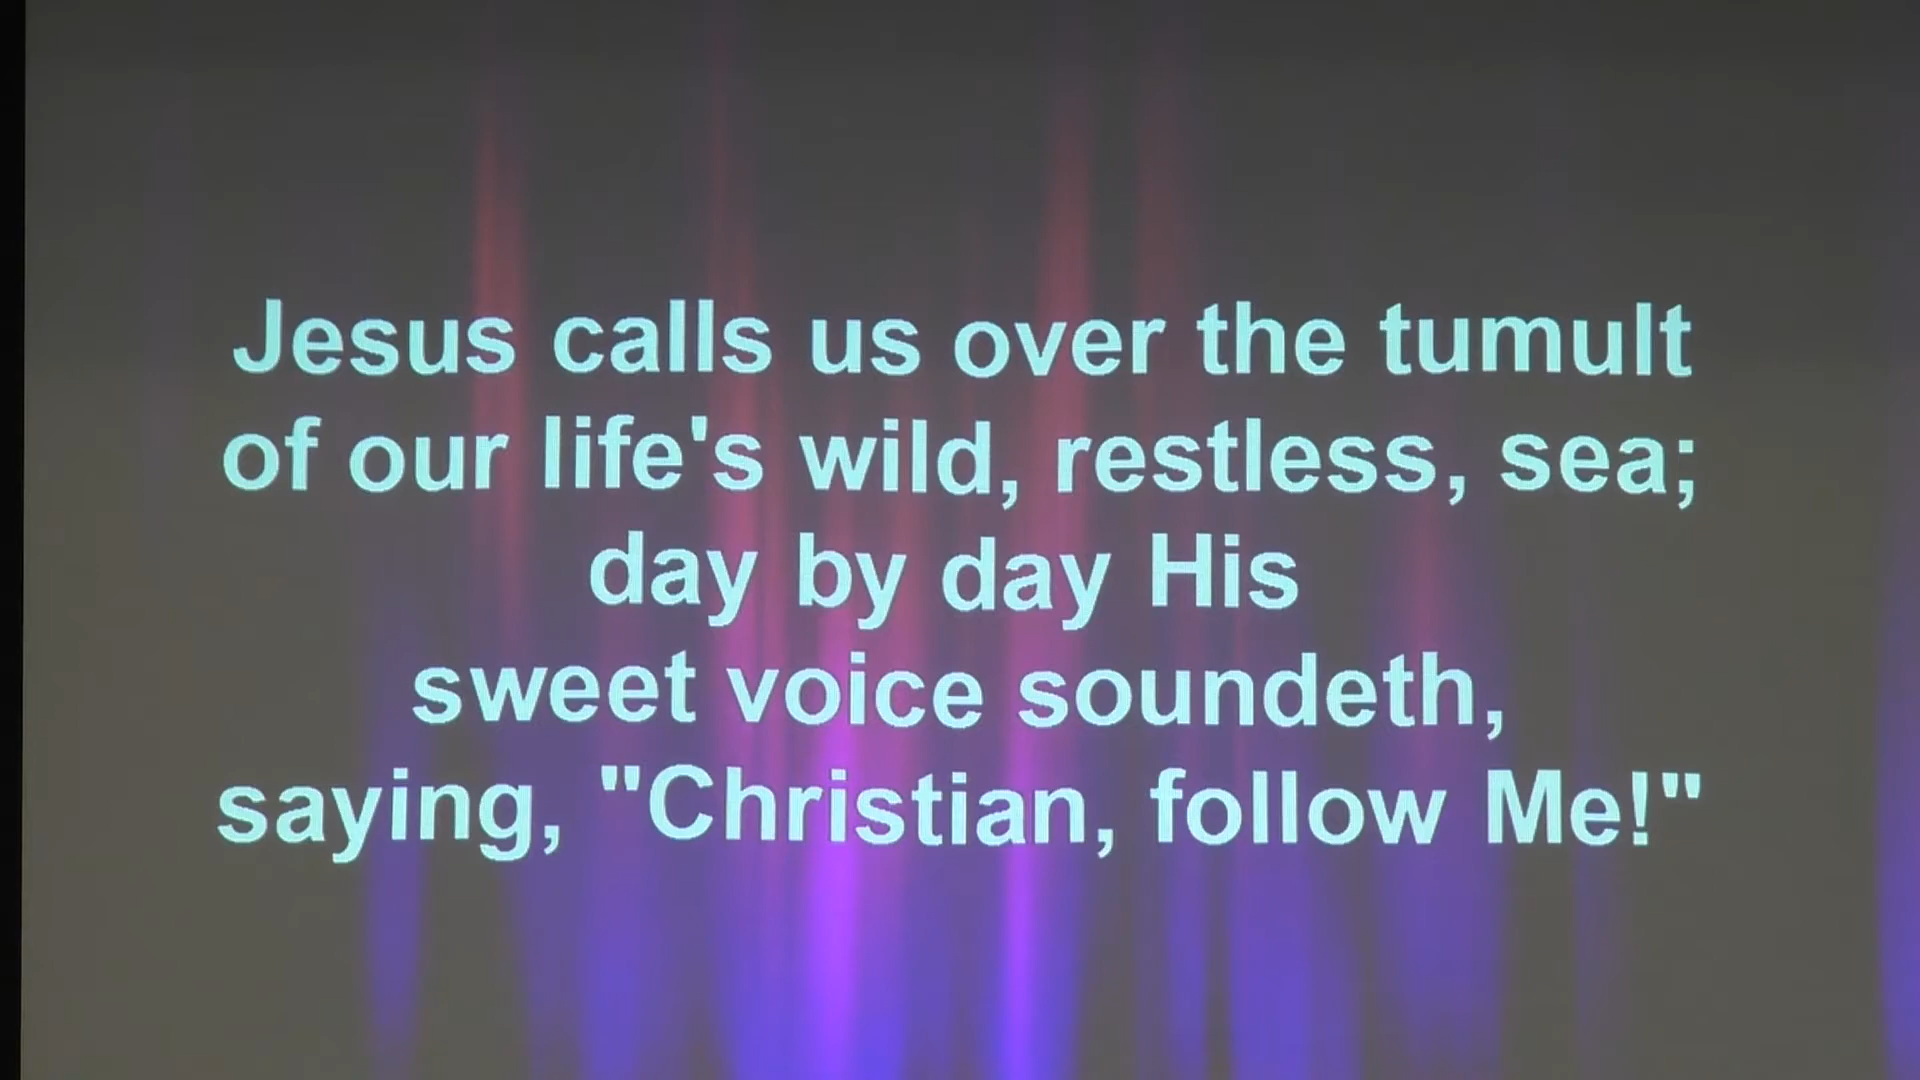 Jesus calls us over the tumult
of our life's wild, restless, sea;
day by day His
sweet voice soundeth,
saying, "Christian, follow Me!"